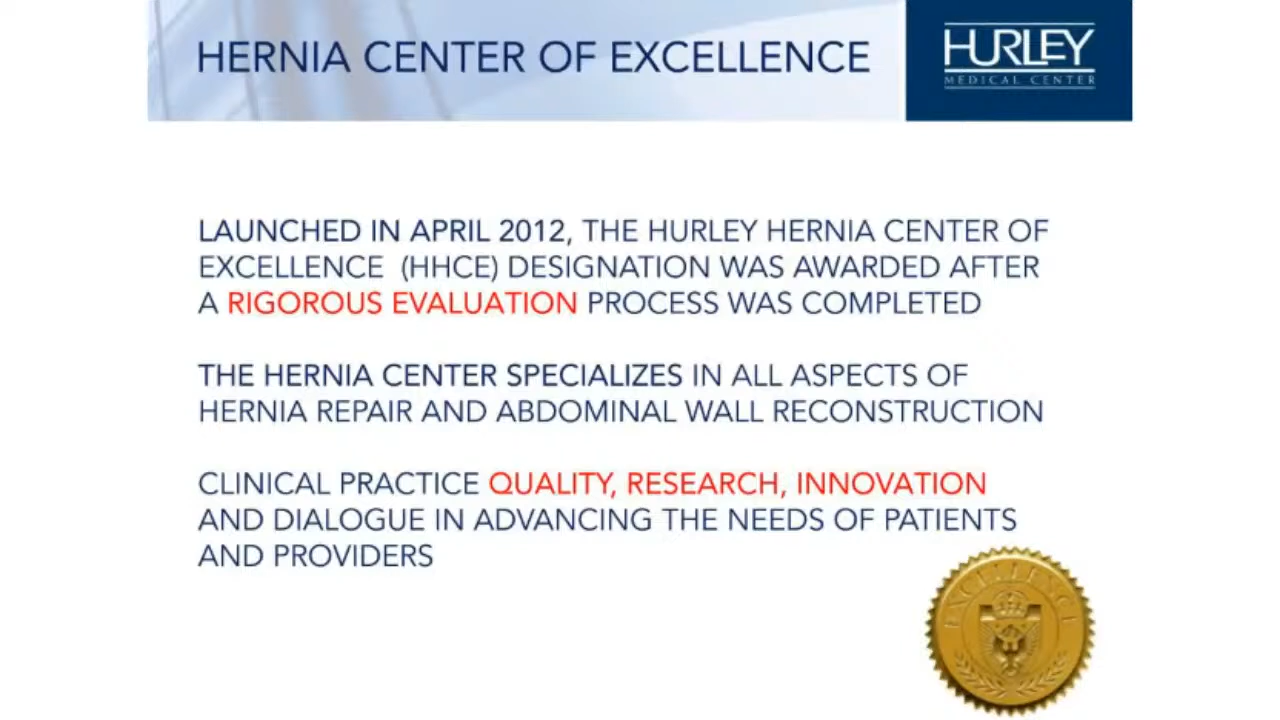 HERNIA CENTER OF EXCELLENCE
HURLEY
MEDICAL CENTER
LAUNCHED IN APRIL 2012, THE HURLEY HERNIA CENTER OF
EXCELLENCE (HHCE) DESIGNATION WAS AWARDED AFTER
A RIGOROUS EVALUATION PROCESS WAS COMPLETED
THE HERNIA CENTER SPECIALIZES IN ALL ASPECTS OF
HERNIA REPAIR AND ABDOMINAL WALL RECONSTRUCTION
CLINICAL PRACTICE QUALITY, RESEARCH, INNOVATION
AND DIALOGUE IN ADVANCING THE NEEDS OF PATIENTS
AND PROVIDERS
EXCELLENCE